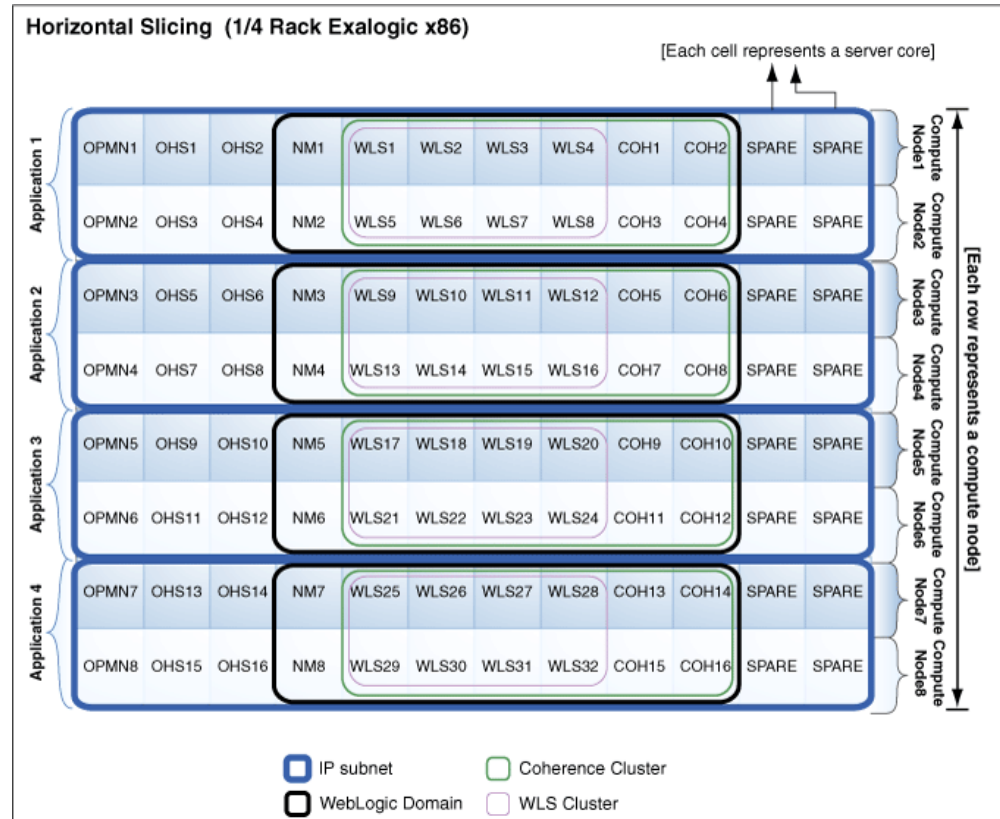 Horizontal Slicing (1/4 Rack Exalogic x86)
[Each cell represents a server core]
Application 1
OPMN1 OHS1 OHS2 NM1 WLS1 WLS2 WLS3 WLS4 COH1 COH2 SPARE SPARE
Compute Node1
OPMN2 OHS3 OHS4 NM2 WLS5 WLS6 WLS7 WLS8 COH3 COH4 SPARE SPARE
Compute Node2
Application 2
OPMN3 OHS5 OHS6 NM3 WLS9 WLS10 WLS11 WLS12 COH5 COH6 SPARE SPARE
Compute Node3
OPMN4 OHS7 OHS8 NM4 WLS13 WLS14 WLS15 WLS16 COH7 COH8 SPARE SPARE
Compute Node4
Application 3
OPMN5 OHS9 OHS10 NM5 WLS17 WLS18 WLS19 WLS20 COH9 COH10 SPARE SPARE
Compute Node5
OPMN6 OHS11 OHS12 NM6 WLS21 WLS22 WLS23 WLS24 COH11 COH12 SPARE SPARE
Compute Node6
Application 4
OPMN7 OHS13 OHS14 NM7 WLS25 WLS26 WLS27 WLS28 COH13 COH14 SPARE SPARE
Compute Node7
OPMN8 OHS15 OHS16 NM8 WLS29 WLS30 WLS31 WLS32 COH15 COH16 SPARE SPARE
Compute Node8
[Each row represents a compute node]
IP subnet
Coherence Cluster
WebLogic Domain
WLS Cluster